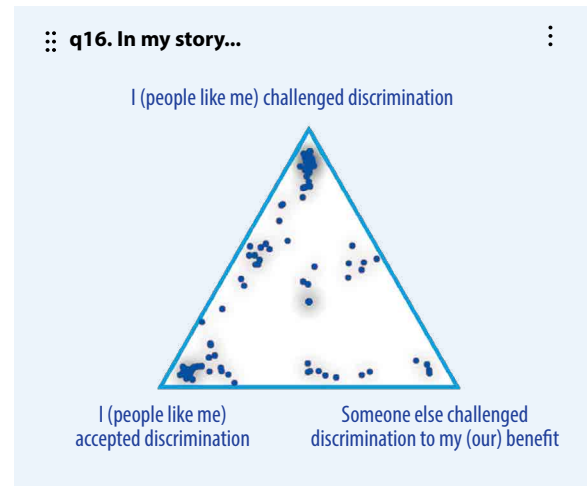 q16. In my story...
I (people like me) challenged discrimination
I (people like me)
accepted discrimination
Someone else challenged
discrimination to my (our) benefit